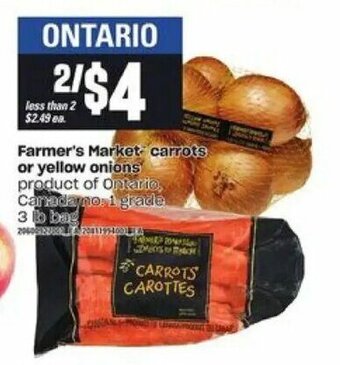 ONTARIO
2/$4
less than 2
$2.49 ea.
Farmer's Market™ carrots
or yellow onions
product of Ontario,
Canada no. 1 grade
3 lb bag
CARROTS
CAROTTES